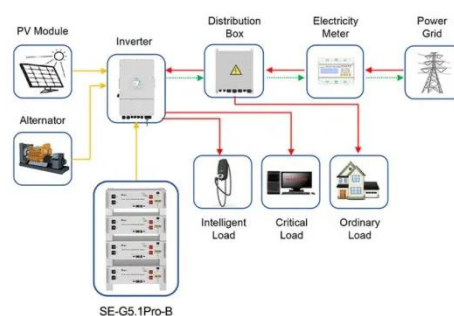 PV Module
Inverter
Distribution
Box
Electricity
Meter
Power
Grid
Alternator
Intelligent
Load
Critical
Load
Ordinary
Load
SE-G5.1Pro-B